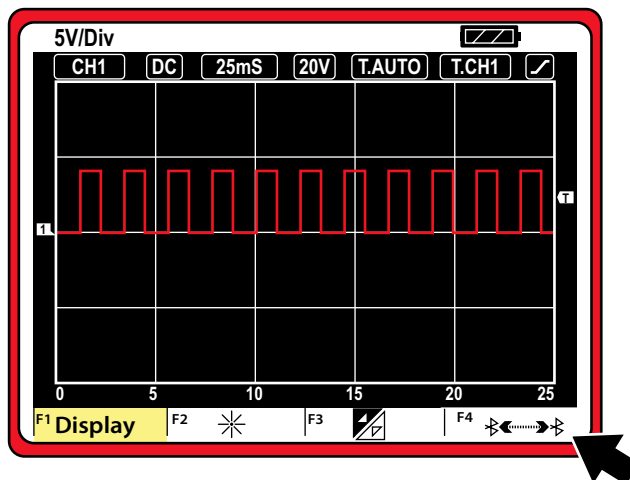 5V/Div
CH1 DC 25mS 20V T.AUTO T.CH1
T
1
0 5 10 15 20 25
F1 Display F2 F3 F4